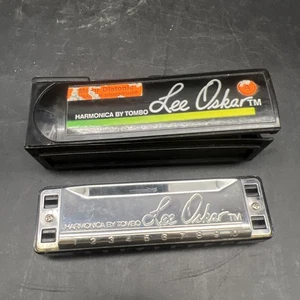 Lee Oskar TM
HARMONICA BY TOMBO
HARMONICA BY TOMBO Lee Oskar TM
1 2 3 4 5 6 7 8 9 10